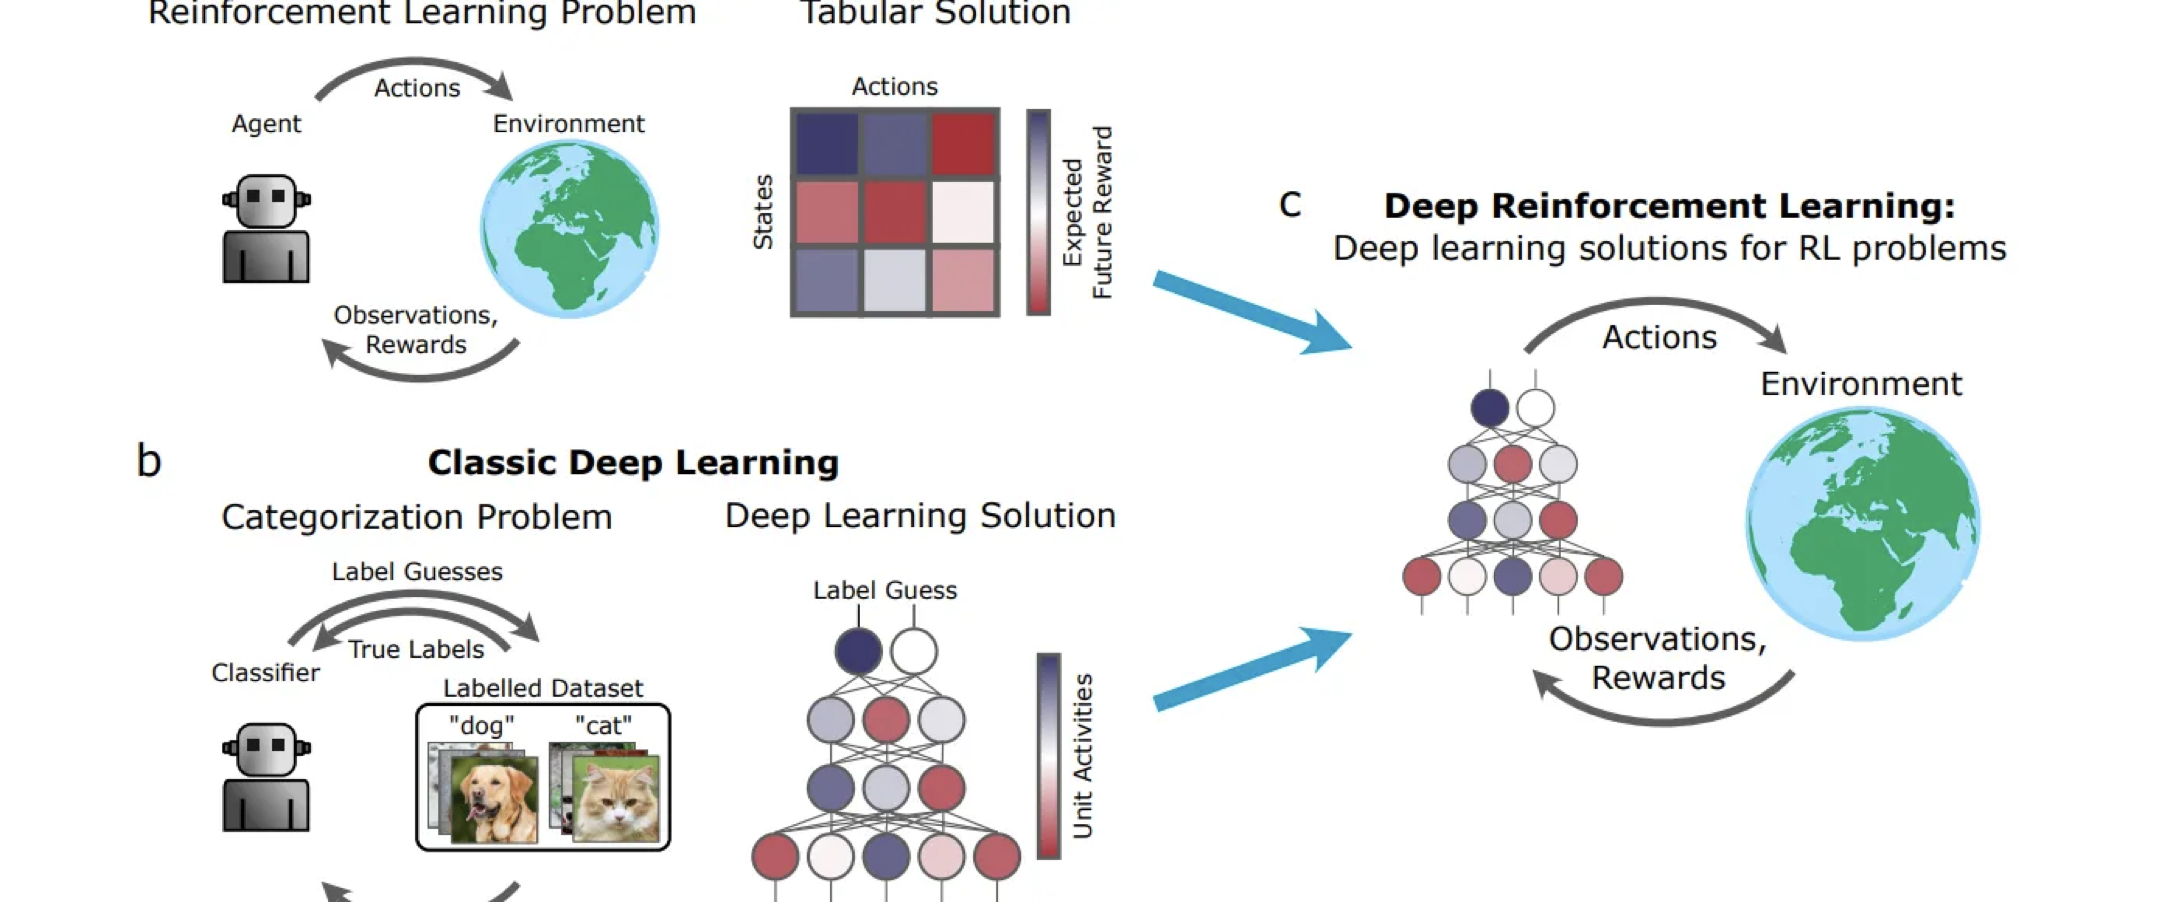 Reinforcement Learning Problem
Tabular Solution
Actions
Agent
Environment
Observations,
Rewards
Actions
States
Expected
Future Reward
b
Classic Deep Learning
Categorization Problem
Deep Learning Solution
Label Guesses
True Labels
Classifier
Labelled Dataset
"dog"
"cat"
Label Guess
Unit Activities
c
Deep Reinforcement Learning:
Deep learning solutions for RL problems
Actions
Environment
Observations,
Rewards